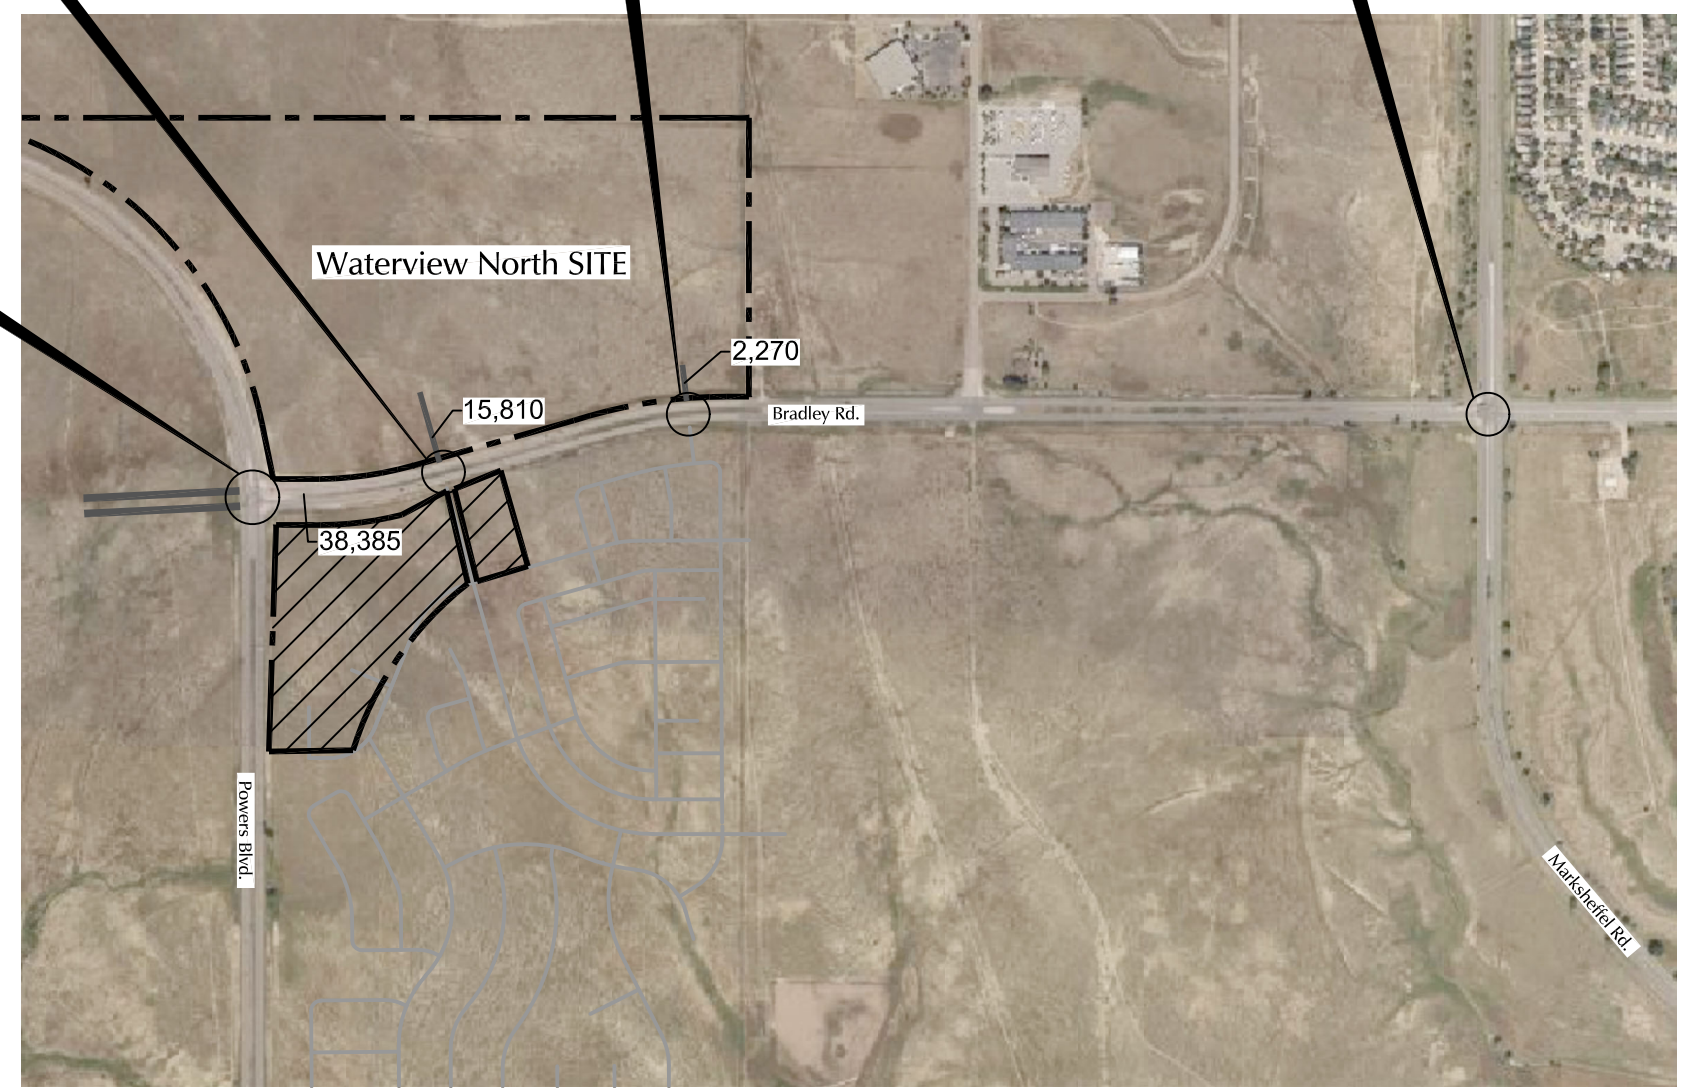 Waterview North SITE
2,270
15,810
Bradley Rd.
38,385
Powers Blvd.
Marksheffel Rd.